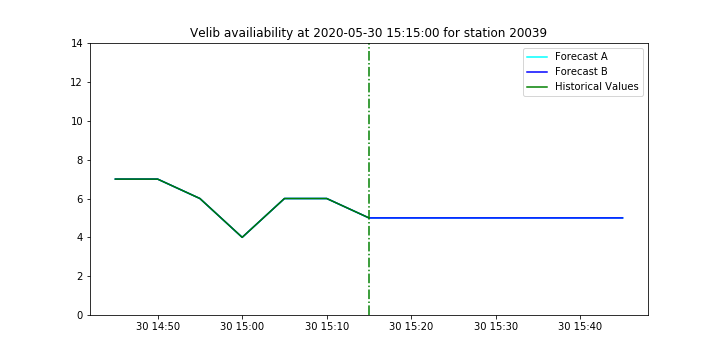 Velib availiability at 2020-05-30 15:15:00 for station 20039
14
12
10
8
6
4
2
0
Forecast A
Forecast B
Historical Values
30 14:50 30 15:00 30 15:10 30 15:20 30 15:30 30 15:40